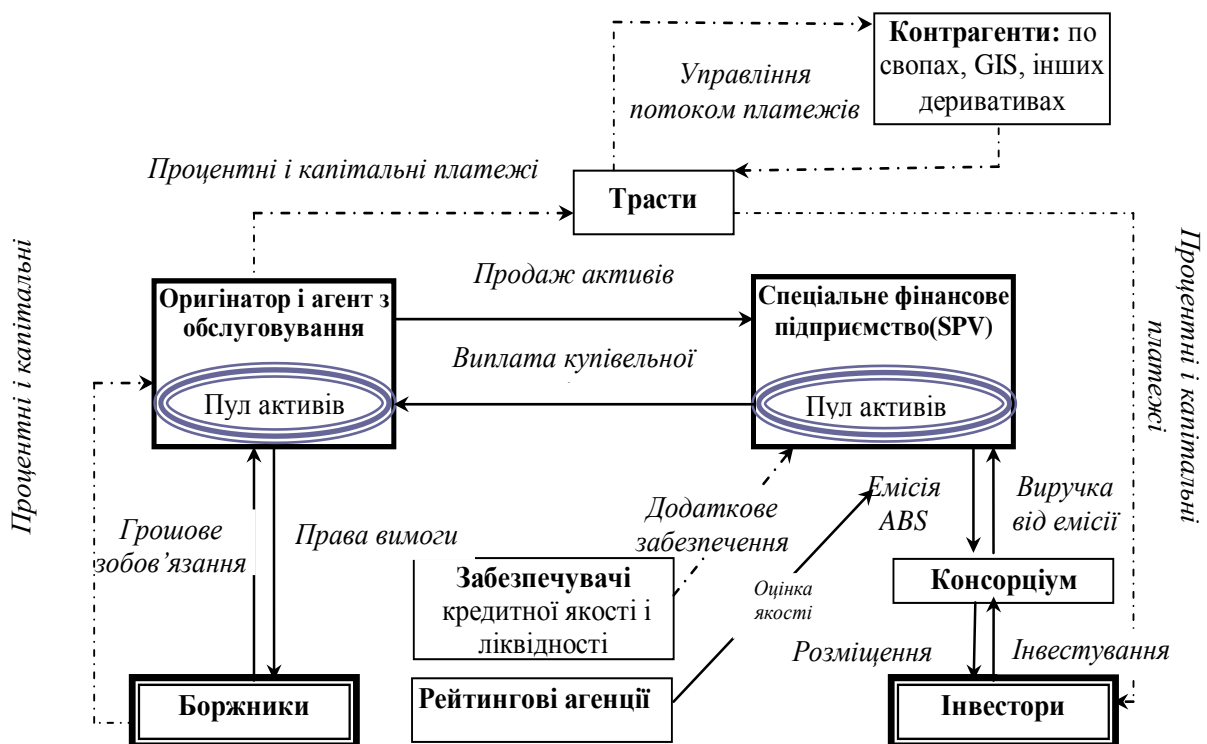 Контрагенти: по
свопах, GIS, інших
деривативах
Управління
потоком платежів
Процентні і капітальні платежі
Трасти
Процентні і капітальні
Процентні і капітальні
платежі
Продаж активів
Оригінатор і агент з
обслуговування
Спеціальне фінансове
підприємство(SPV)
Виплата купівельної
Пул активів
Пул активів
Грошове
зобов’язання
Права вимоги
Додаткове
забезпечення
Емісія
ABS
Виручка
від емісії
Забезпечувачі
кредитної якості і
ліквідності
Оцінка
якості
Консорціум
Розміщення
Інвестування
Боржники
Рейтингові агенції
Інвестори